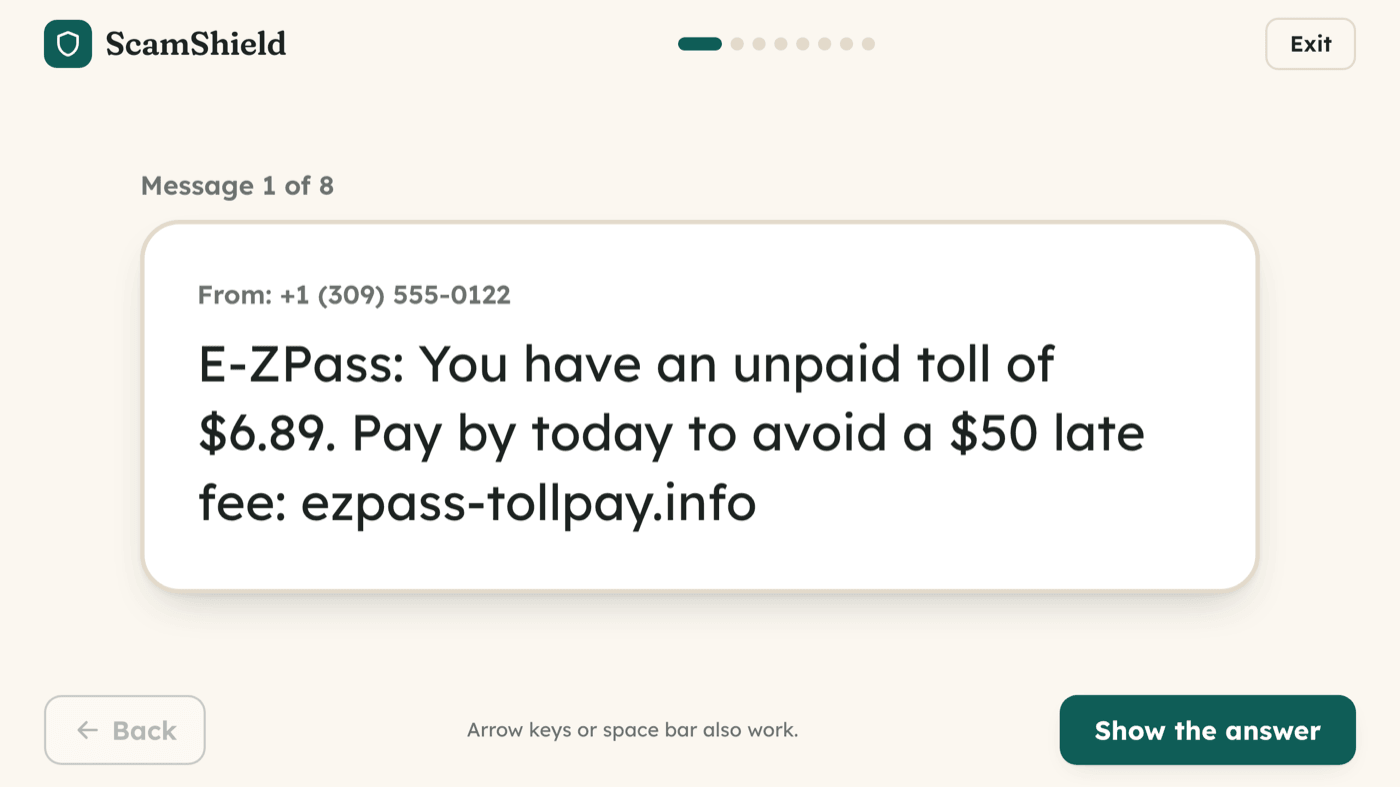 ScamShield
Exit
Message 1 of 8
From: +1 (309) 555-0122
E-ZPass: You have an unpaid toll of
$6.89. Pay by today to avoid a $50 late
fee: ezpass-tollpay.info
← Back
Arrow keys or space bar also work.
Show the answer